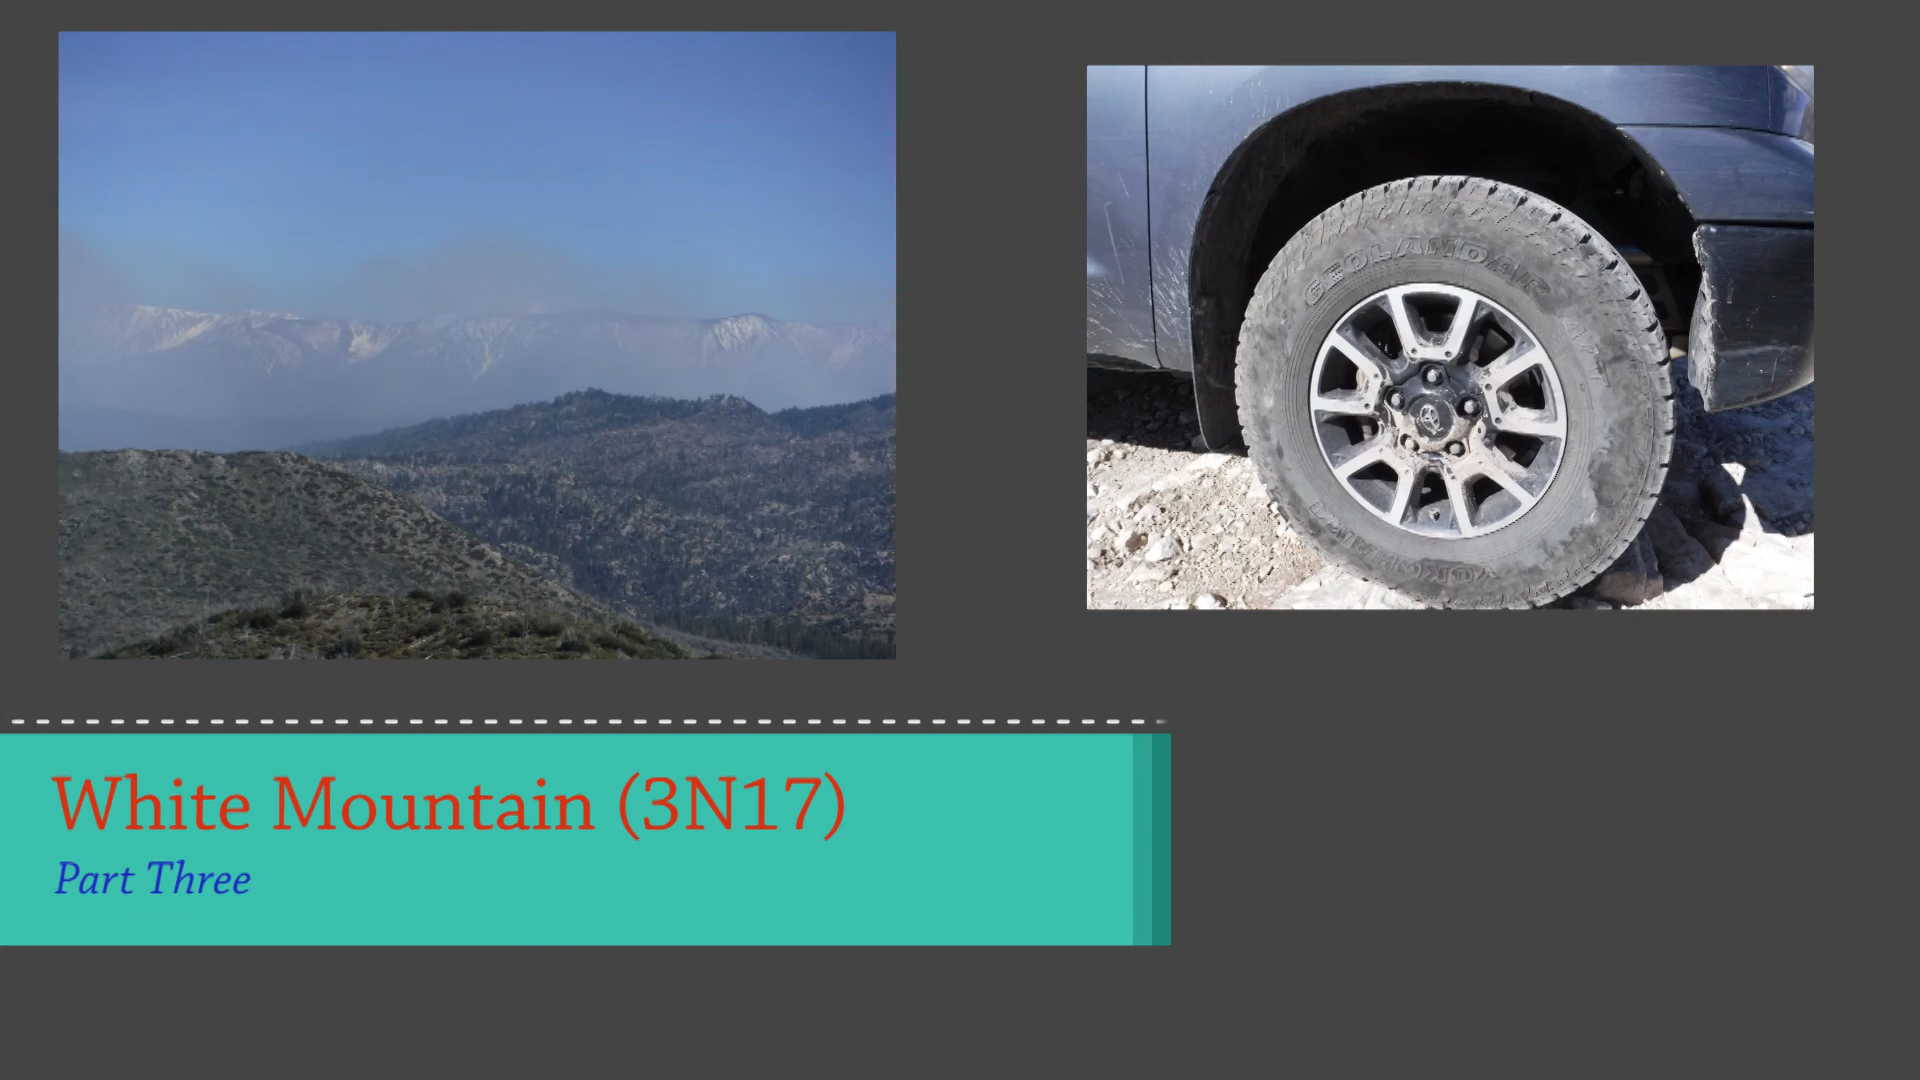 GEOLANDAR
A/T
YOKOHAMA
White Mountain (3N17)
Part Three